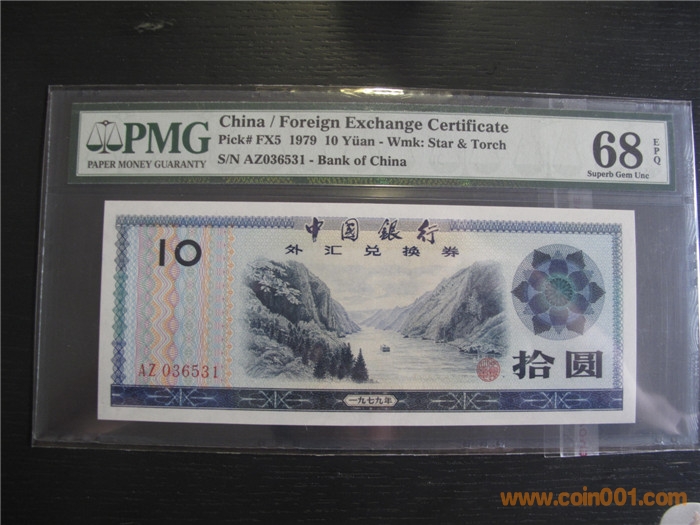 PMG
PAPER MONEY GUARANTY
China / Foreign Exchange Certificate
Pick# FX5 1979 10 Yüan - Wmk: Star & Torch
S/N AZ036531 - Bank of China
68 EPQ
Superb Gem Unc
中国银行
外汇兑换券
10
AZ 036531
拾圆
一九七九年
www.coin001.com